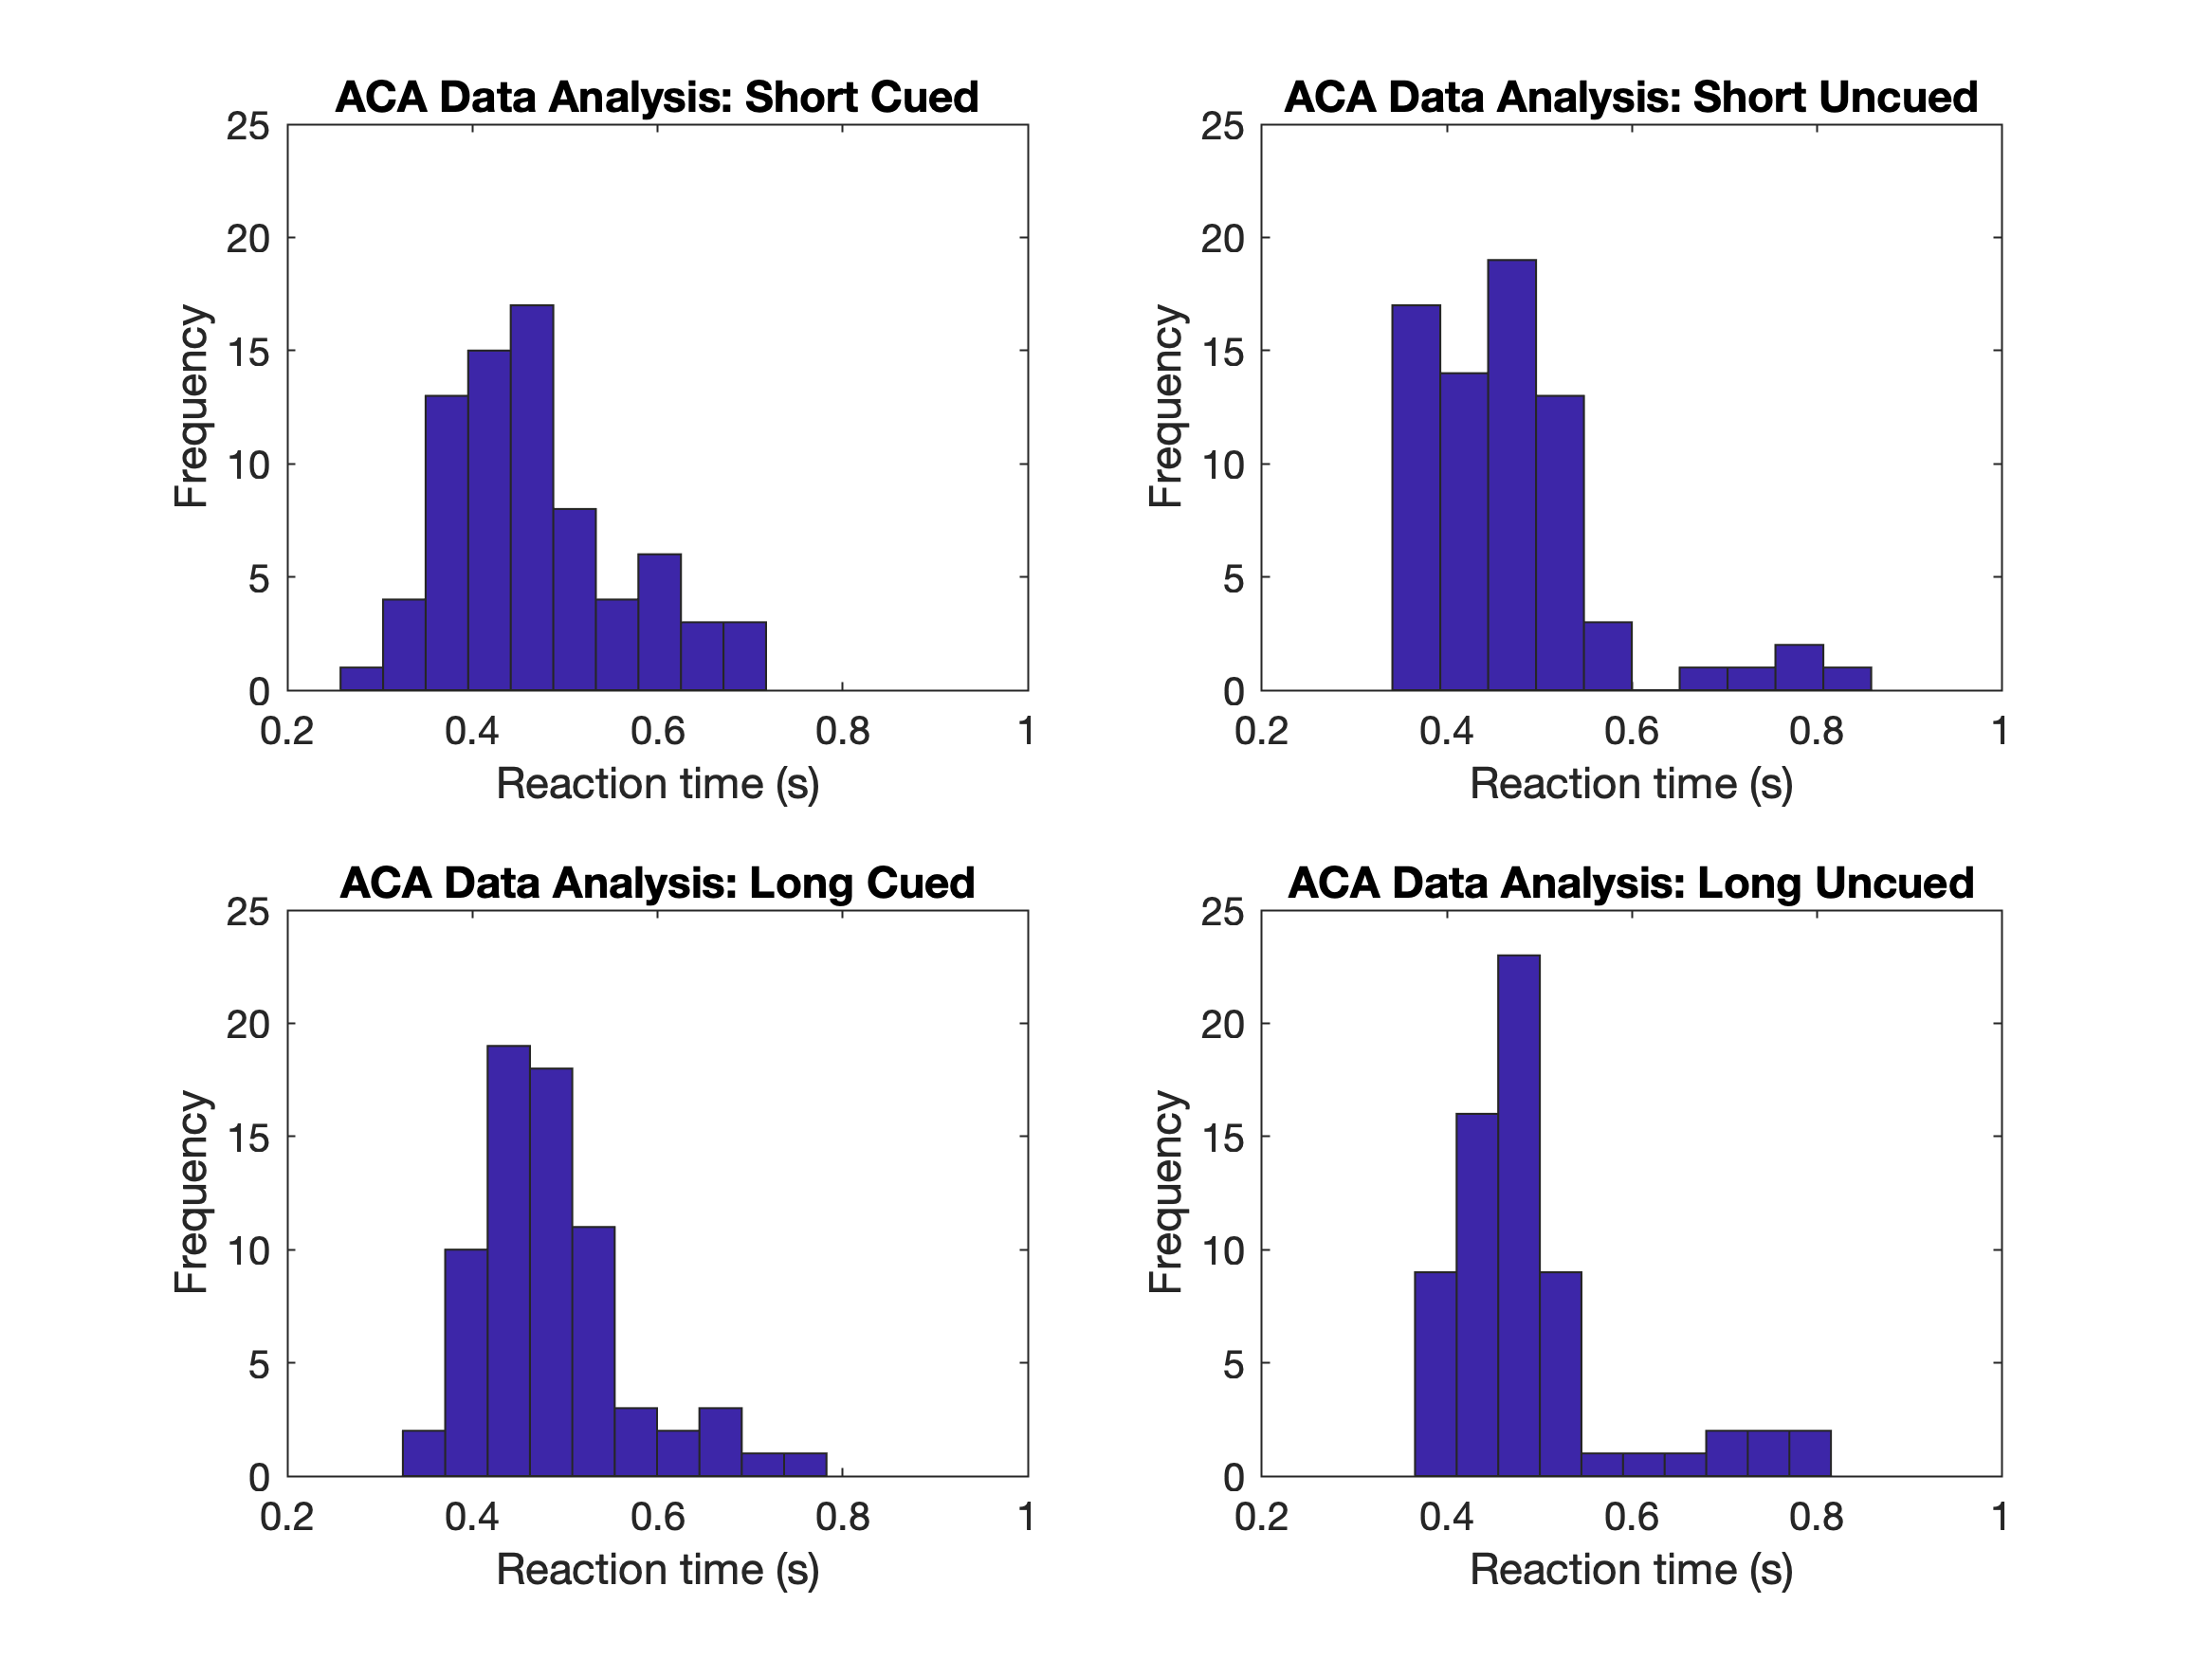 ACA Data Analysis: Short Cued
25
20
15
10
5
0
Frequency
0.2 0.4 0.6 0.8 1
Reaction time (s)
ACA Data Analysis: Short Uncued
25
20
15
10
5
0
Frequency
0.2 0.4 0.6 0.8 1
Reaction time (s)
ACA Data Analysis: Long Cued
25
20
15
10
5
0
Frequency
0.2 0.4 0.6 0.8 1
Reaction time (s)
ACA Data Analysis: Long Uncued
25
20
15
10
5
0
Frequency
0.2 0.4 0.6 0.8 1
Reaction time (s)